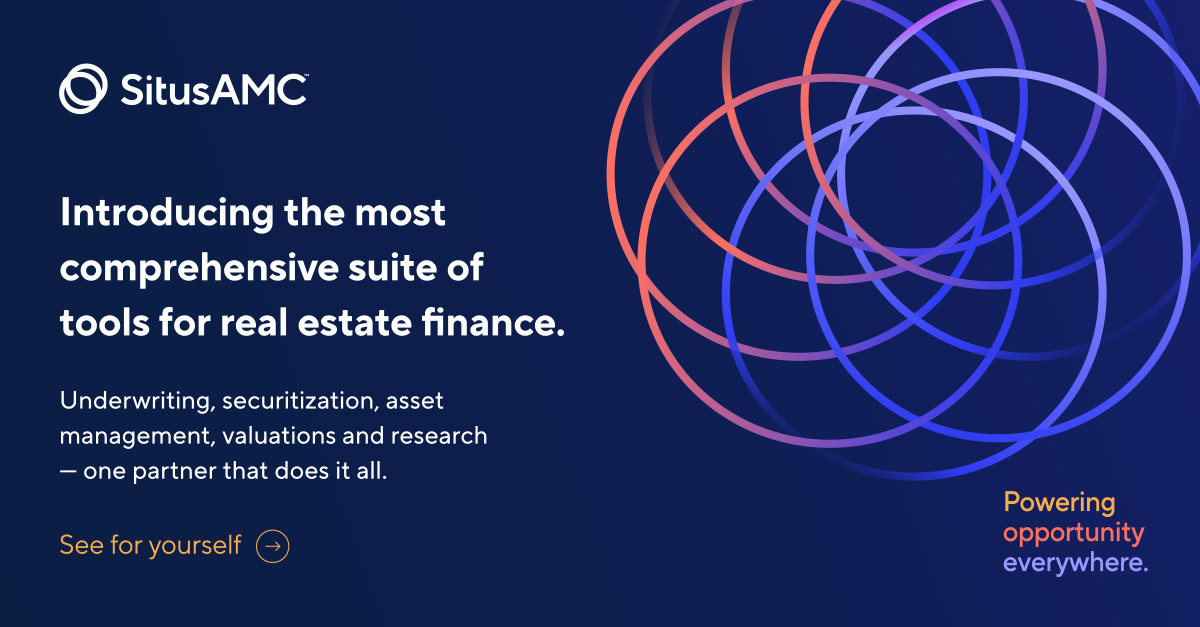 SitusAMC™
Introducing the most
comprehensive suite of
tools for real estate finance.
Underwriting, securitization, asset
management, valuations and research
— one partner that does it all.
See for yourself
Powering
opportunity
everywhere.